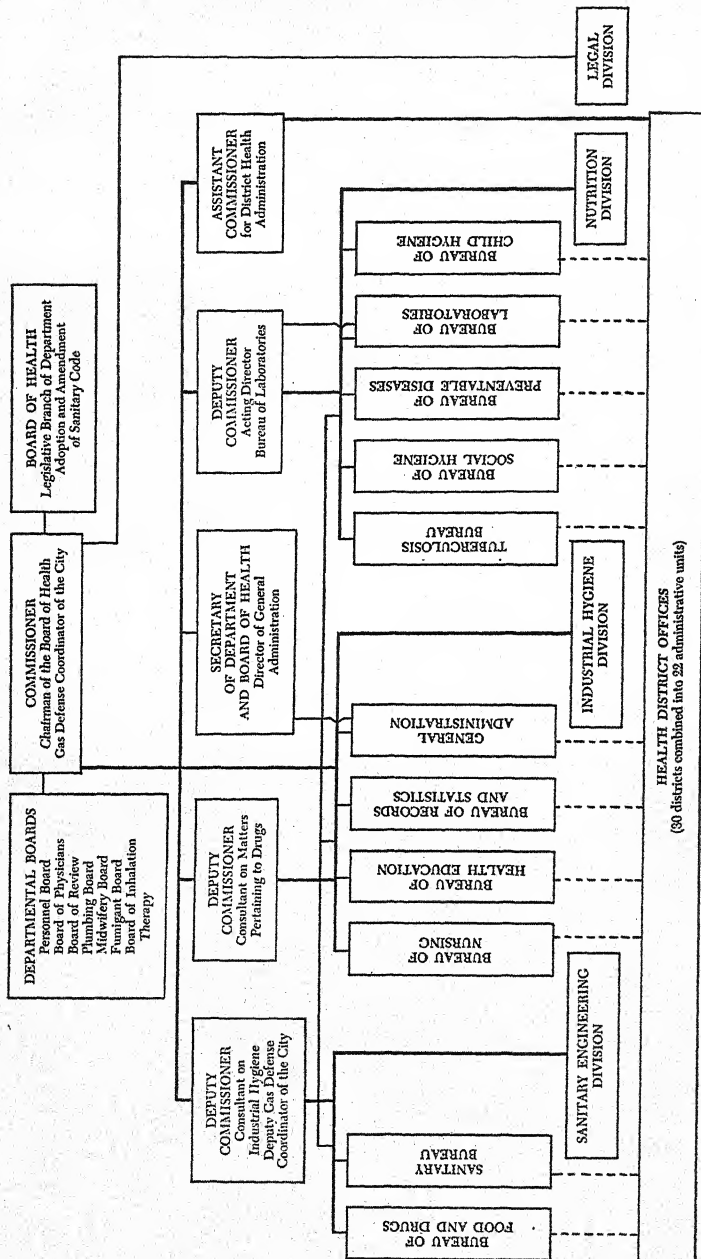 BOARD OF HEALTH
Legislative Branch of Department
Adoption and Amendment
of Sanitary Code
COMMISSIONER
Chairman of the Board of Health
Gas Defense Coordinator of the City
DEPARTMENTAL BOARDS
Personnel Board
Board of Physicians
Board of Review
Plumbing Board
Midwifery Board
Fumigant Board
Board of Inhalation
Therapy
DEPUTY
COMMISSIONER
Consultant on
Industrial Hygiene
Deputy Gas Defense
Coordinator of the City
DEPUTY
COMMISSIONER
Consultant on Matters
Pertaining to Drugs
SECRETARY
OF DEPARTMENT
AND BOARD OF HEALTH
Director of General
Administration
DEPUTY
COMMISSIONER
Acting Director
Bureau of Laboratories
ASSISTANT
COMMISSIONER
for District Health
Administration
BUREAU OF
FOOD AND DRUGS
SANITARY
BUREAU
BUREAU OF
NURSING
BUREAU OF
HEALTH EDUCATION
BUREAU OF RECORDS
AND STATISTICS
GENERAL
ADMINISTRATION
TUBERCULOSIS
BUREAU
BUREAU OF
SOCIAL HYGIENE
BUREAU OF
PREVENTABLE DISEASES
BUREAU OF
LABORATORIES
BUREAU OF
CHILD HYGIENE
SANITARY ENGINEERING
DIVISION
INDUSTRIAL HYGIENE
DIVISION
NUTRITION
DIVISION
LEGAL
DIVISION
HEALTH DISTRICT OFFICES
(30 districts combined into 22 administrative units)